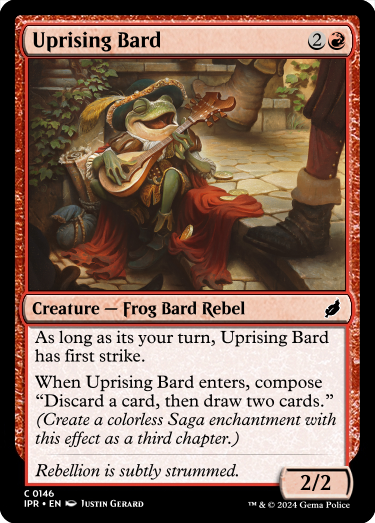 Uprising Bard
2
Creature — Frog Bard Rebel
As long as its your turn, Uprising Bard
has first strike.
When Uprising Bard enters, compose
“Discard a card, then draw two cards.”
(Create a colorless Saga enchantment with
this effect as a third chapter.)
Rebellion is subtly strummed.
2/2
C 0146
IPR • EN Justin Gerard
™ & © 2024 Gema Police